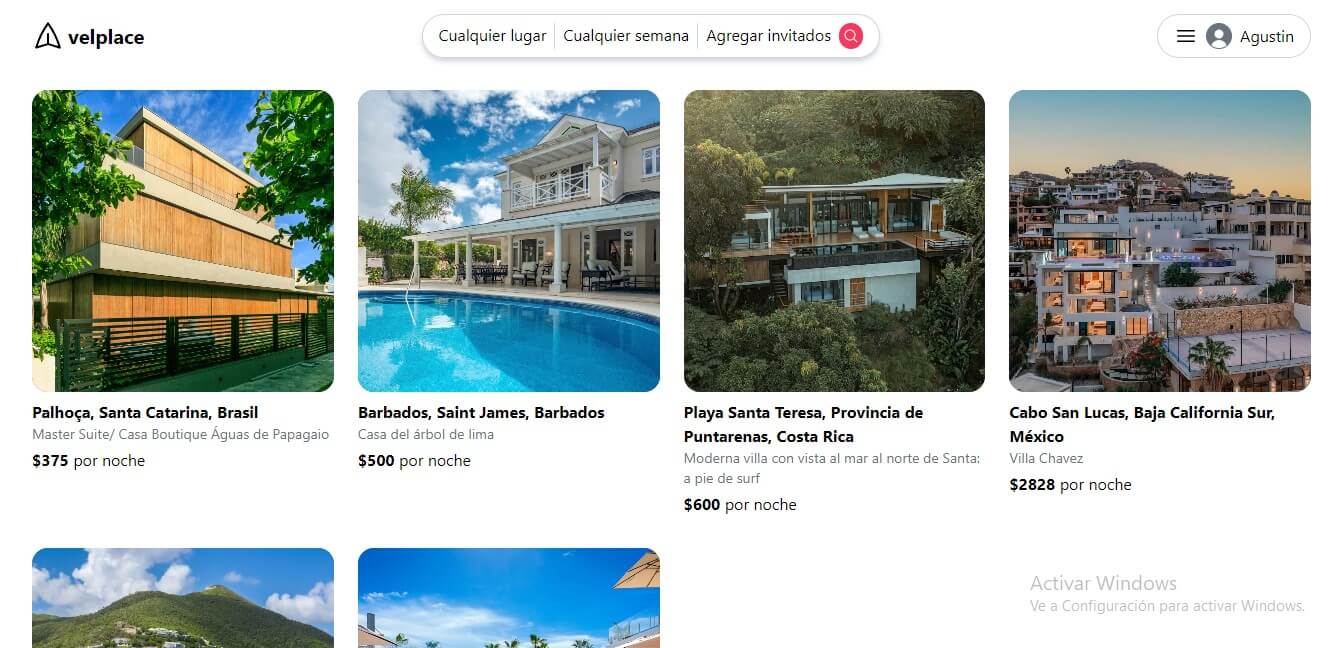 velplace
Cualquier lugar
Cualquier semana
Agregar invitados
Agustin
Palhoça, Santa Catarina, Brasil
Master Suite/ Casa Boutique Águas de Papagaio
$375 por noche
Barbados, Saint James, Barbados
Casa del árbol de lima
$500 por noche
Playa Santa Teresa, Provincia de
Puntarenas, Costa Rica
Moderna villa con vista al mar al norte de Santa:
a pie de surf
$600 por noche
Cabo San Lucas, Baja California Sur,
México
Villa Chavez
$2828 por noche
Activar Windows
Ve a Configuración para activar Windows.